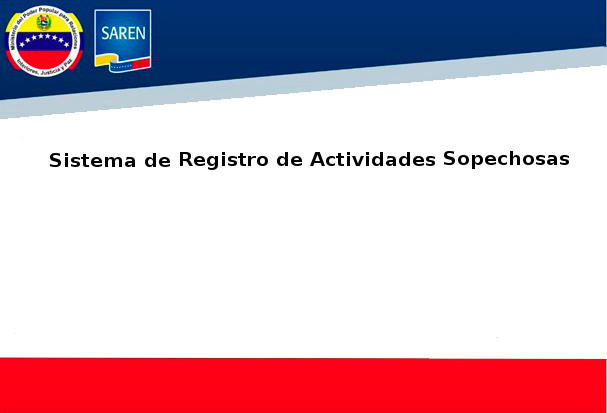 Ministerio del Poder Popular para Relaciones
Interiores, Justicia y Paz
SAREN
Sistema de Registro de Actividades Sopechosas